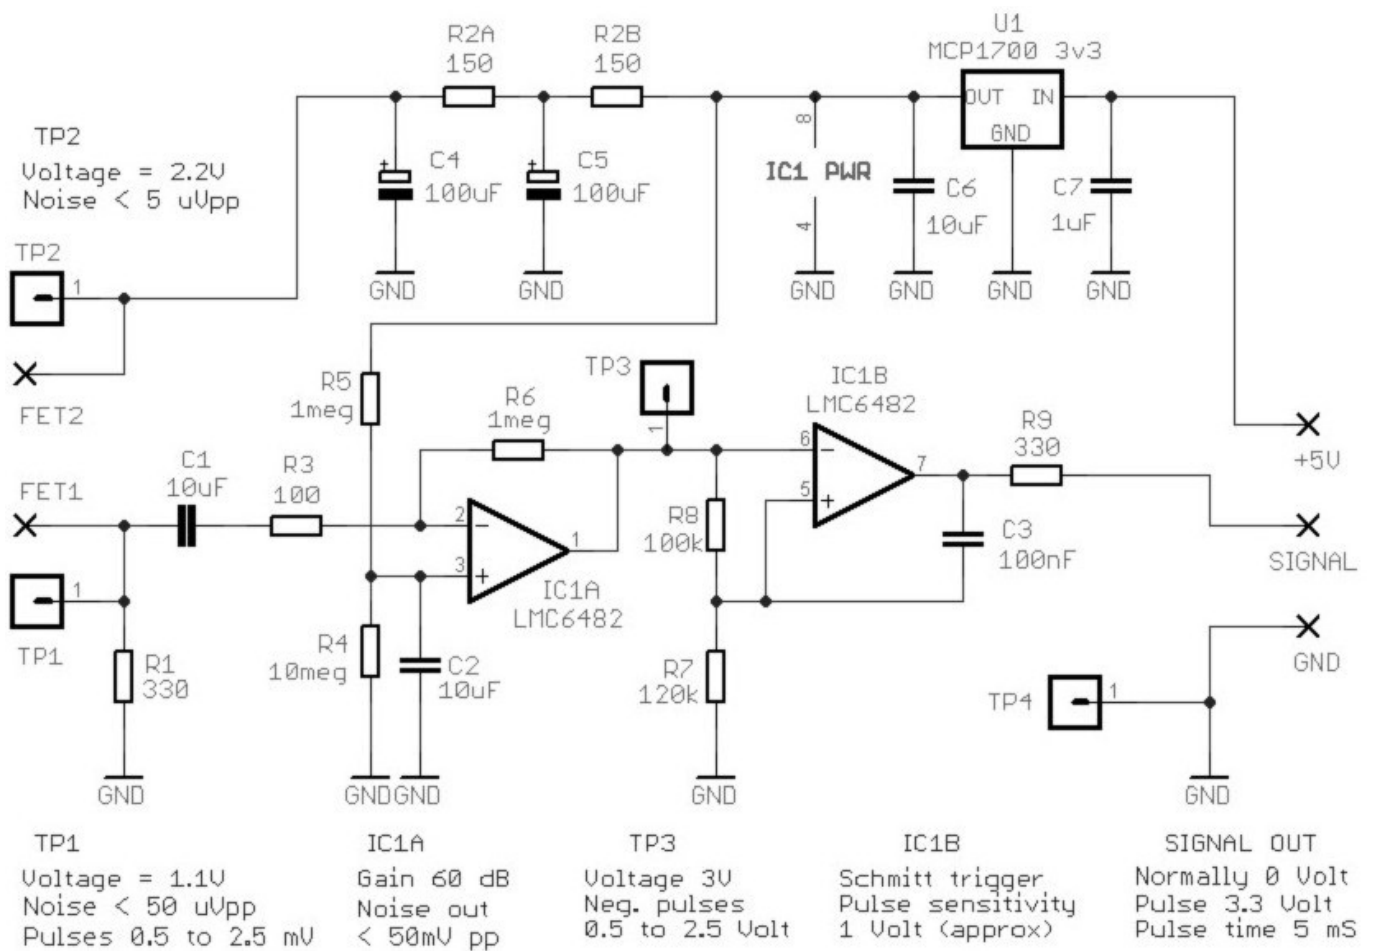 U1
MCP1700 3v3
OUT IN
GND
R2A
150
R2B
150
TP2
Voltage = 2.2V
Noise < 5 uVpp
+
C4
100uF
+
C5
100uF
8
IC1 PWR
4
C6
10uF
C7
1uF
TP2
1
GND
GND
GND
GND
GND
GND
FET2
R5
1meg
R6
1meg
TP3
1
IC1B
LMC6482
6
-
5
+
7
R9
330
+5V
FET1
C1
10uF
R3
100
2
-
3
+
1
IC1A
LMC6482
R8
100k
C3
100nF
SIGNAL
1
TP1
R1
330
R4
10meg
C2
10uF
R7
120k
GND
TP4
1
GND
GND
GND
GND
GND
TP1
Voltage = 1.1V
Noise < 50 uVpp
Pulses 0.5 to 2.5 mV
IC1A
Gain 60 dB
Noise out
< 50mV pp
TP3
Voltage 3V
Neg. pulses
0.5 to 2.5 Volt
IC1B
Schmitt trigger
Pulse sensitivity
1 Volt (approx)
SIGNAL OUT
Normally 0 Volt
Pulse 3.3 Volt
Pulse time 5 mS